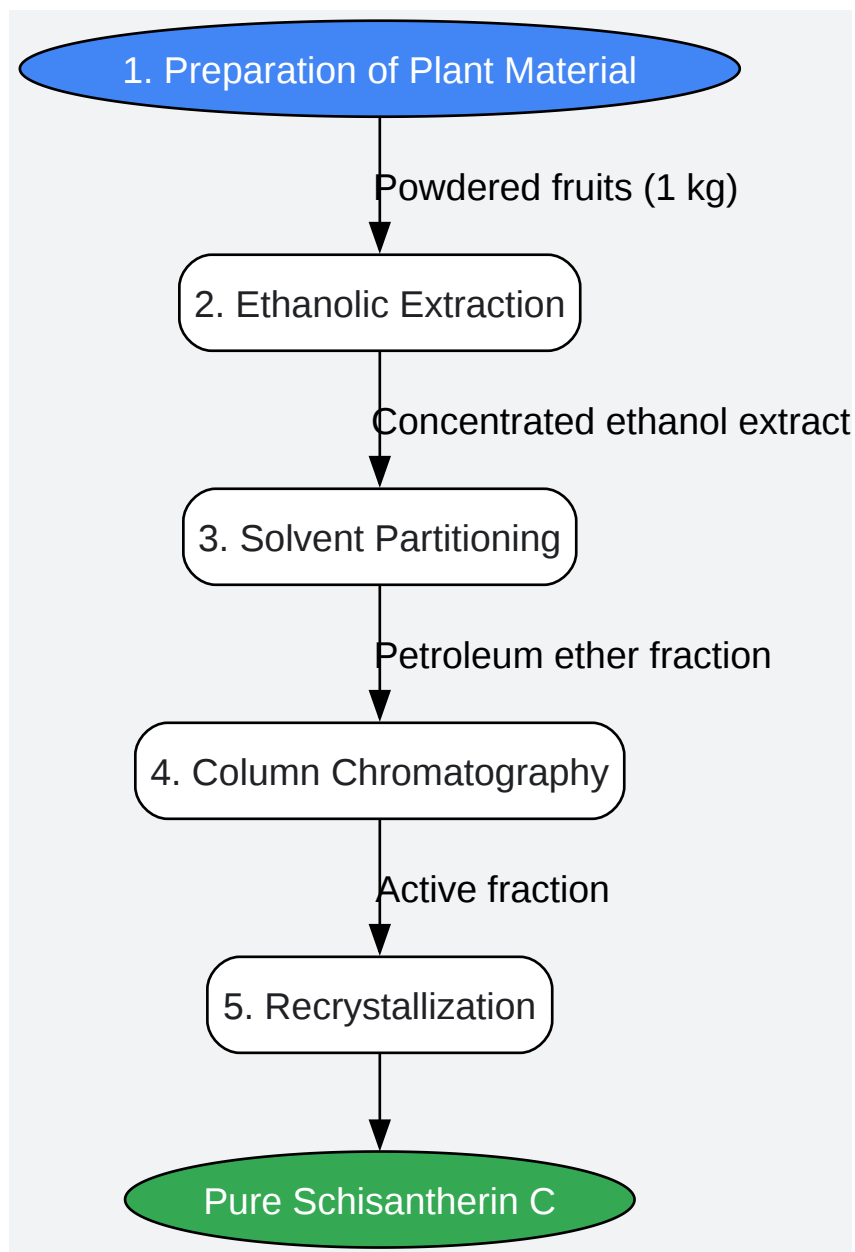 1. Preparation of Plant Material
Powdered fruits (1 kg)
2. Ethanolic Extraction
Concentrated ethanol extract
3. Solvent Partitioning
Petroleum ether fraction
4. Column Chromatography
Active fraction
5. Recrystallization
Pure Schisantherin C